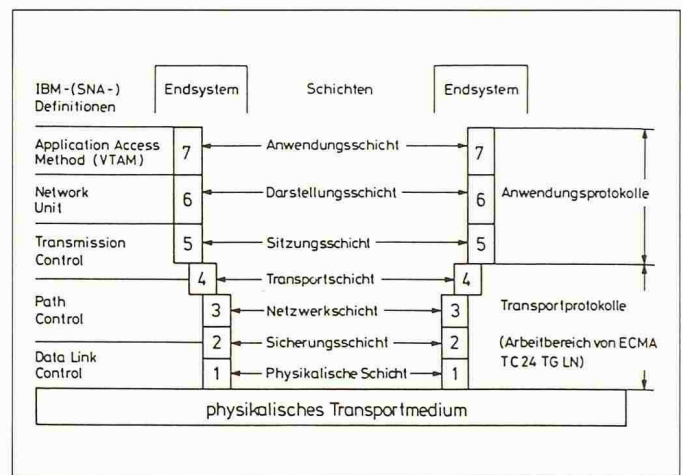 IBM-(SNA-)
Definitionen
Endsystem
Schichten
Endsystem
Application Access
Method (VTAM)
7
Anwendungsschicht
7
Network
Unit
6
Darstellungsschicht
6
Anwendungsprotokolle
Transmission
Control
5
Sitzungsschicht
5
4
Transportschicht
4
Path
Control
3
Netzwerkschicht
3
Transportprotokolle
2
Sicherungsschicht
2
(Arbeitbereich von ECMA
TC 24 TG LN)
Data Link
Control
1
Physikalische Schicht
1
physikalisches Transportmedium